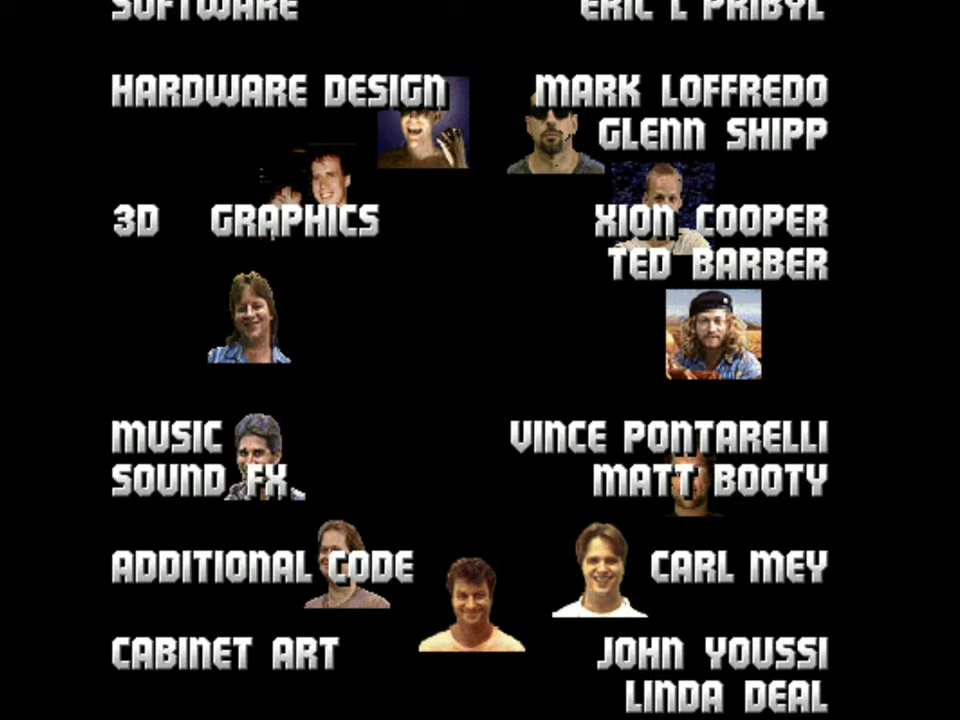 SOFTWARE ERIC L PRIBYL
HARDWARE DESIGN MARK LOFFREDO
GLENN SHIPP
3D GRAPHICS XION COOPER
TED BARBER
MUSIC VINCE PONTARELLI
SOUND FX MATT BOOTY
ADDITIONAL CODE CARL MEY
CABINET ART JOHN YOUSSI
LINDA DEAL